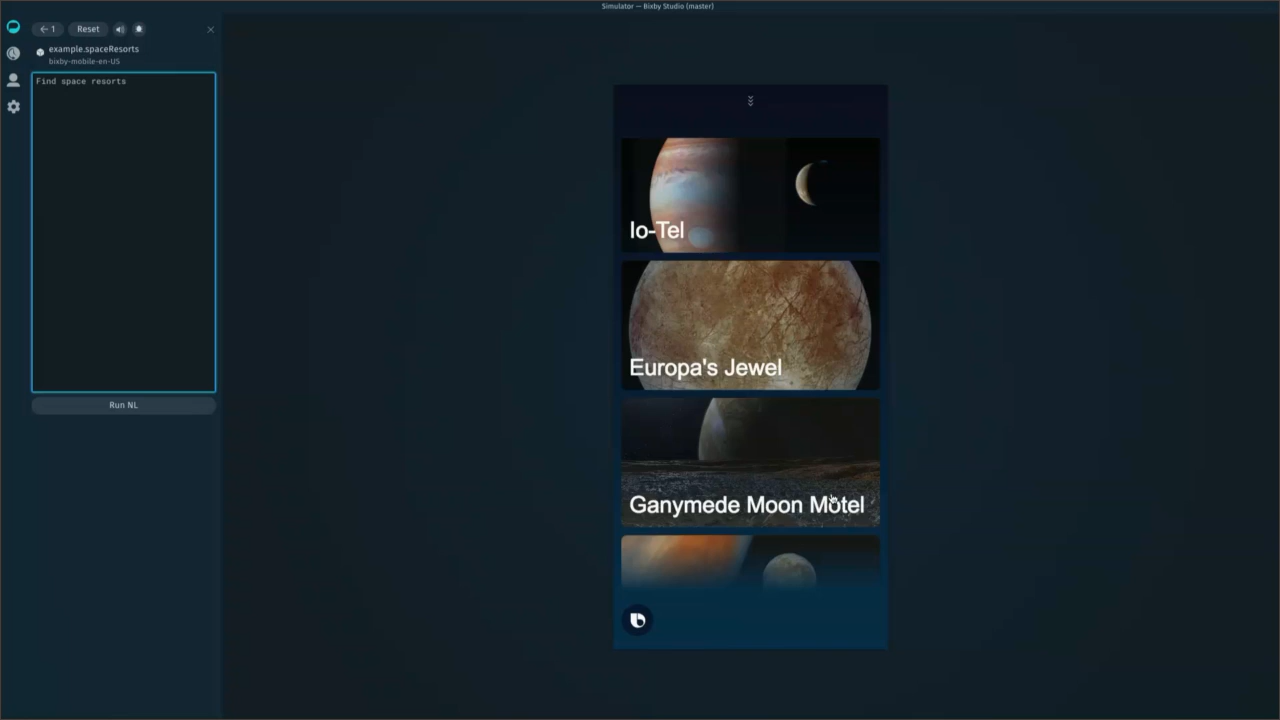 Simulator — Bixby Studio (master)
← 1 Reset
example.spaceResorts
bixby-mobile-en-US
Find space resorts
Run NL
Io-Tel
Europa's Jewel
Ganymede Moon Motel